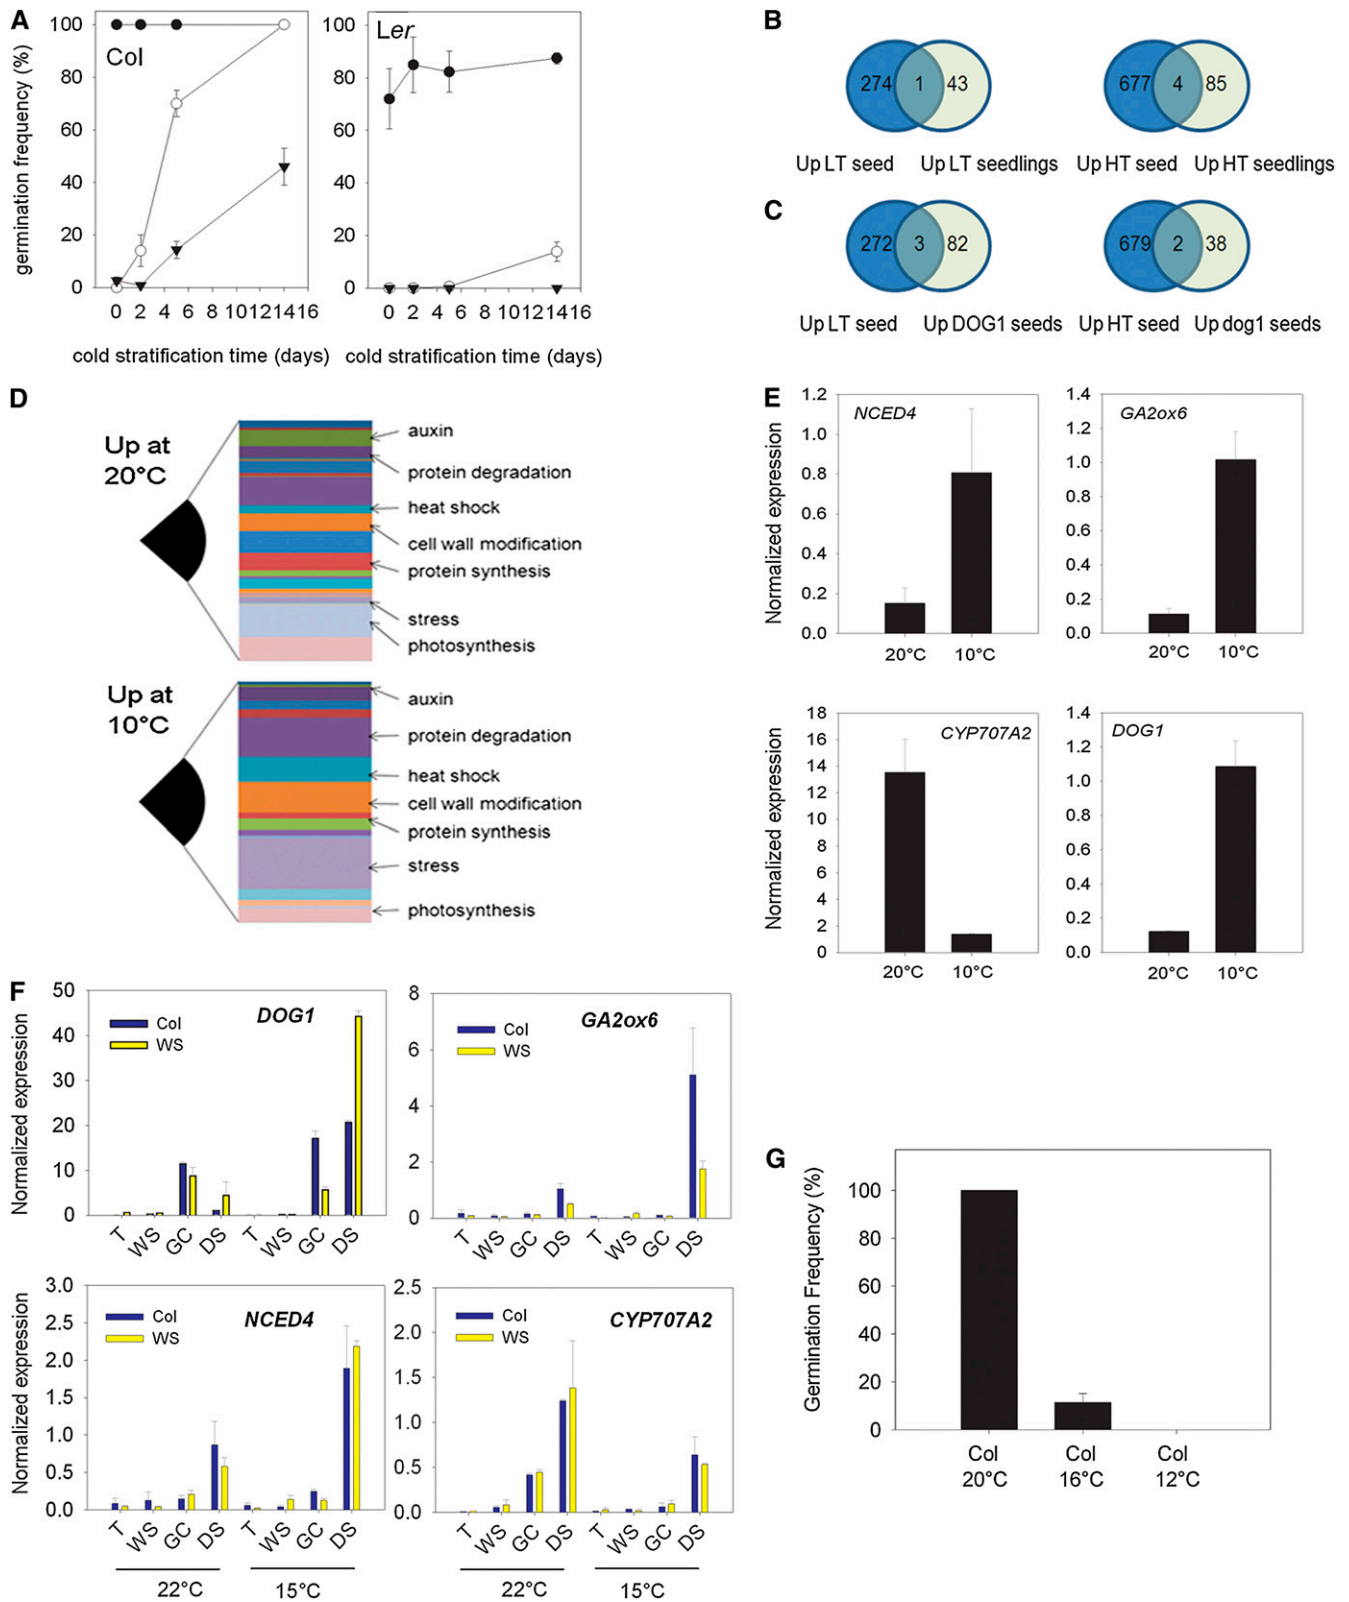 A
germination frequency (%)
100
80
60
40
20
0
Col
0 2 4 6 8 10 12 14 16
cold stratification time (days)
100
80
60
40
20
0
Ler
0 2 4 6 8 10 12 14 16
cold stratification time (days)
B
274 1 43
Up LT seed Up LT seedlings
677 4 85
Up HT seed Up HT seedlings
C
272 3 82
Up LT seed Up DOG1 seeds
679 2 38
Up HT seed Up dog1 seeds
D
Up at
20°C
auxin
protein degradation
heat shock
cell wall modification
protein synthesis
stress
photosynthesis
Up at
10°C
auxin
protein degradation
heat shock
cell wall modification
protein synthesis
stress
photosynthesis
E
Normalized expression
1.2
1.0
0.8
0.6
0.4
0.2
0.0
NCED4
20°C 10°C
1.4
1.2
1.0
0.8
0.6
0.4
0.2
0.0
GA2ox6
20°C 10°C
Normalized expression
18
16
14
12
10
8
6
4
2
0
CYP707A2
20°C 10°C
1.4
1.2
1.0
0.8
0.6
0.4
0.2
0.0
DOG1
20°C 10°C
F
Normalized expression
50
40
30
20
10
0
Col
WS
DOG1
T WS GC DS T WS GC DS
8
6
4
2
0
Col
WS
GA2ox6
T WS GC DS T WS GC DS
Normalized expression
3.0
2.5
2.0
1.5
1.0
0.5
0.0
Col
WS
NCED4
T WS GC DS T WS GC DS
22°C 15°C
2.5
2.0
1.5
1.0
0.5
0.0
Col
WS
CYP707A2
T WS GC DS T WS GC DS
22°C 15°C
G
Germination Frequency (%)
100
80
60
40
20
0
Col Col Col
20°C 16°C 12°C